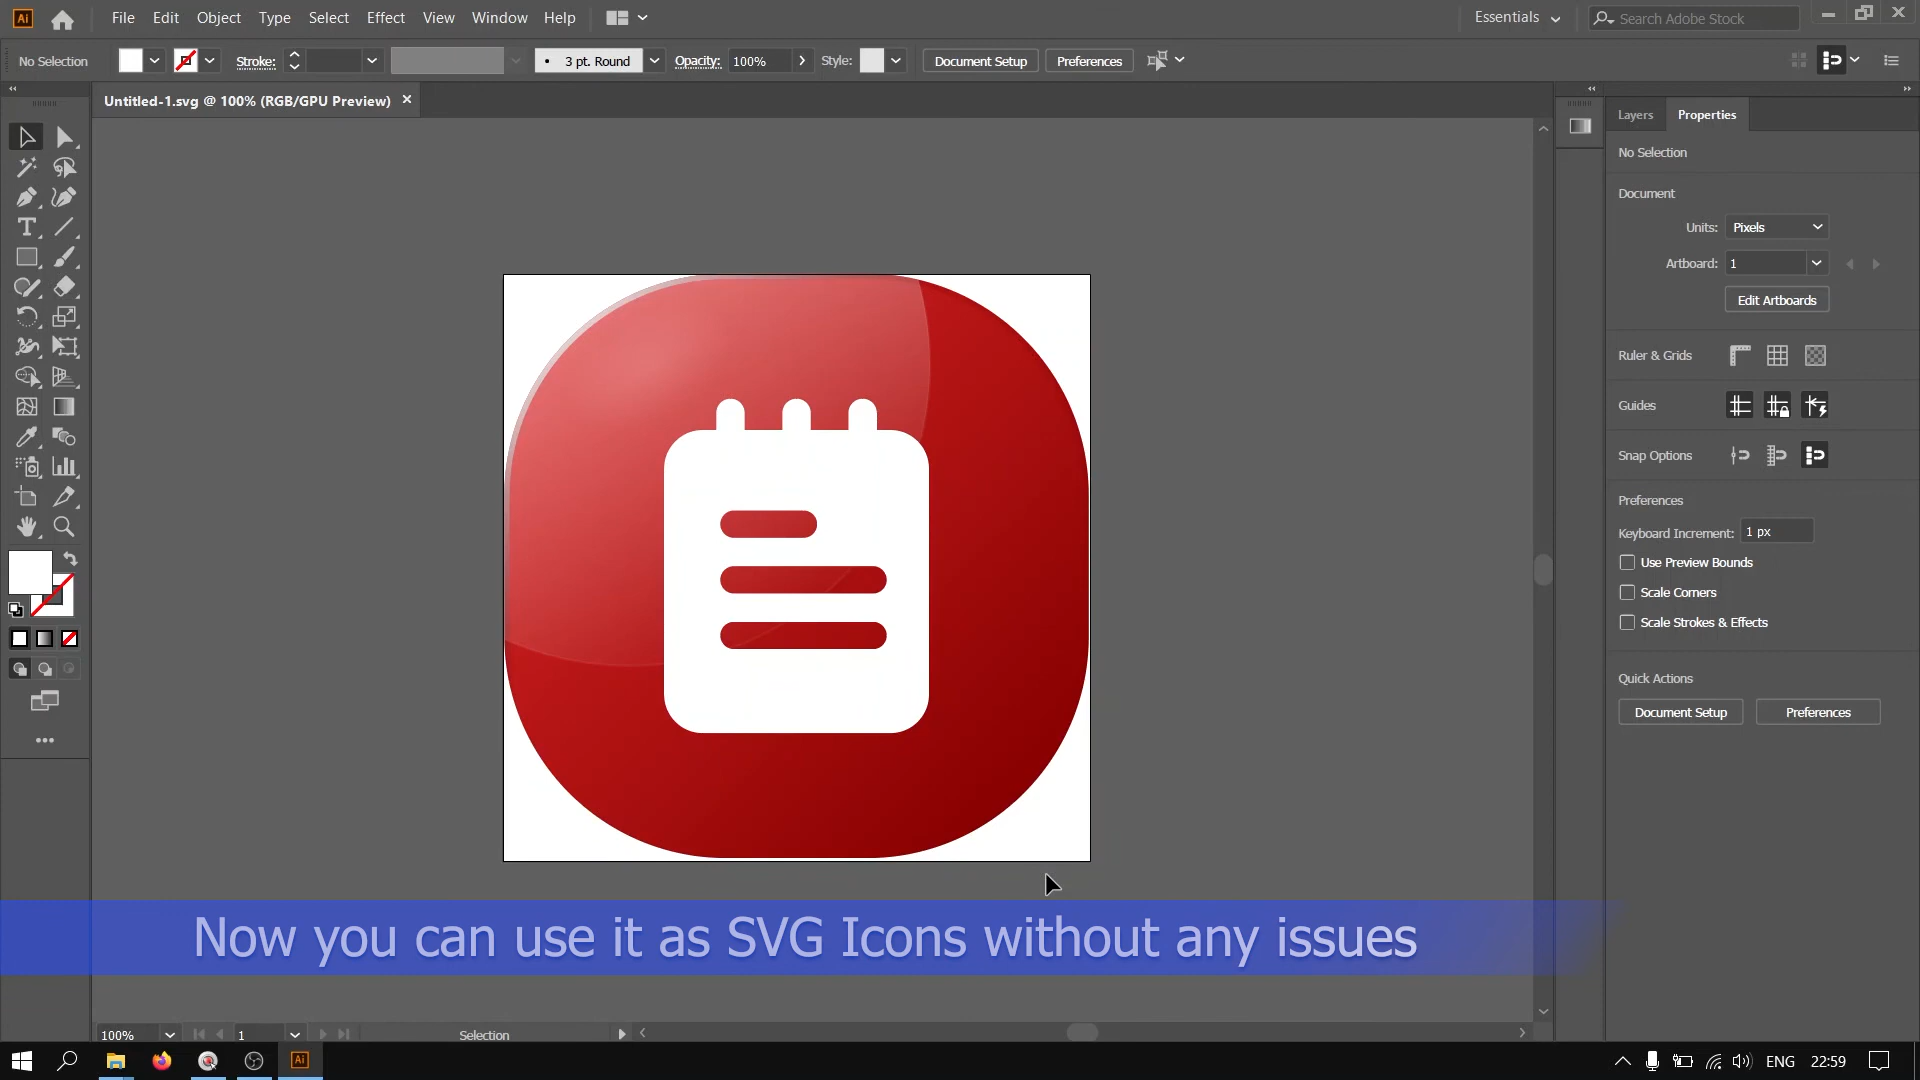 Ai File Edit Object Type Select Effect View Window Help Essentials Search Adobe Stock
No Selection Stroke: 3 pt. Round Opacity: 100% Style: Document Setup Preferences
Untitled-1.svg @ 100% (RGB/GPU Preview)
Layers Properties
No Selection
Document
Units: Pixels
Artboard: 1
Edit Artboards
Ruler & Grids
Guides
Snap Options
Preferences
Keyboard Increment: 1 px
Use Preview Bounds
Scale Corners
Scale Strokes & Effects
Quick Actions
Document Setup Preferences
Now you can use it as SVG Icons without any issues
100% 1 Selection
Ai ENG 22:59